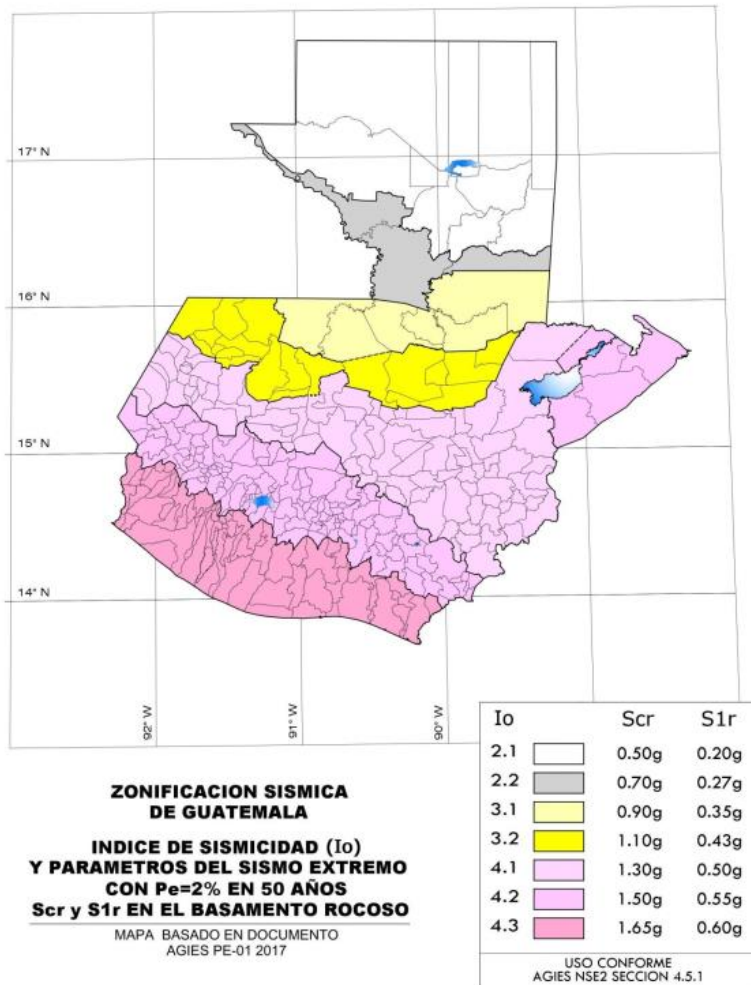 17° N
16° N
15° N
14° N
92° W
91° W
90° W
Io Scr S1r
2.1 0.50g 0.20g
2.2 0.70g 0.27g
3.1 0.90g 0.35g
3.2 1.10g 0.43g
4.1 1.30g 0.50g
4.2 1.50g 0.55g
4.3 1.65g 0.60g
USO CONFORME
AGIES NSE2 SECCION 4.5.1
ZONIFICACION SISMICA
DE GUATEMALA
INDICE DE SISMICIDAD (Io)
Y PARAMETROS DEL SISMO EXTREMO
CON Pe=2% EN 50 AÑOS
Scr y S1r EN EL BASAMENTO ROCOSO
MAPA BASADO EN DOCUMENTO
AGIES PE-01 2017